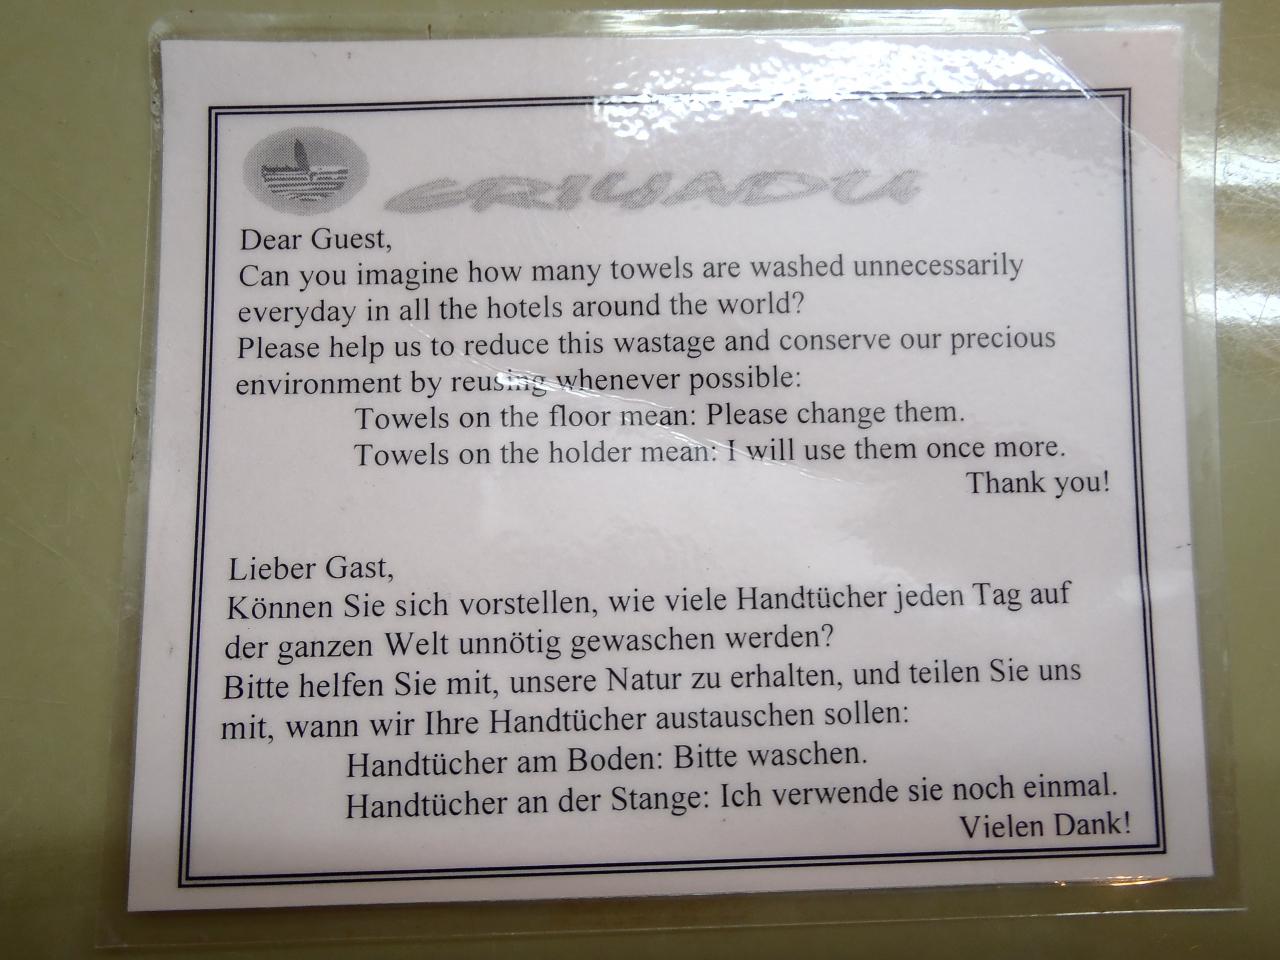 CRIUADU
Dear Guest,
Can you imagine how many towels are washed unnecessarily
everyday in all the hotels around the world?
Please help us to reduce this wastage and conserve our precious
environment by reusing whenever possible:
Towels on the floor mean: Please change them.
Towels on the holder mean: I will use them once more.
Thank you!
Lieber Gast,
Können Sie sich vorstellen, wie viele Handtücher jeden Tag auf
der ganzen Welt unnötig gewaschen werden?
Bitte helfen Sie mit, unsere Natur zu erhalten, und teilen Sie uns
mit, wann wir Ihre Handtücher austauschen sollen:
Handtücher am Boden: Bitte waschen.
Handtücher an der Stange: Ich verwende sie noch einmal.
Vielen Dank!